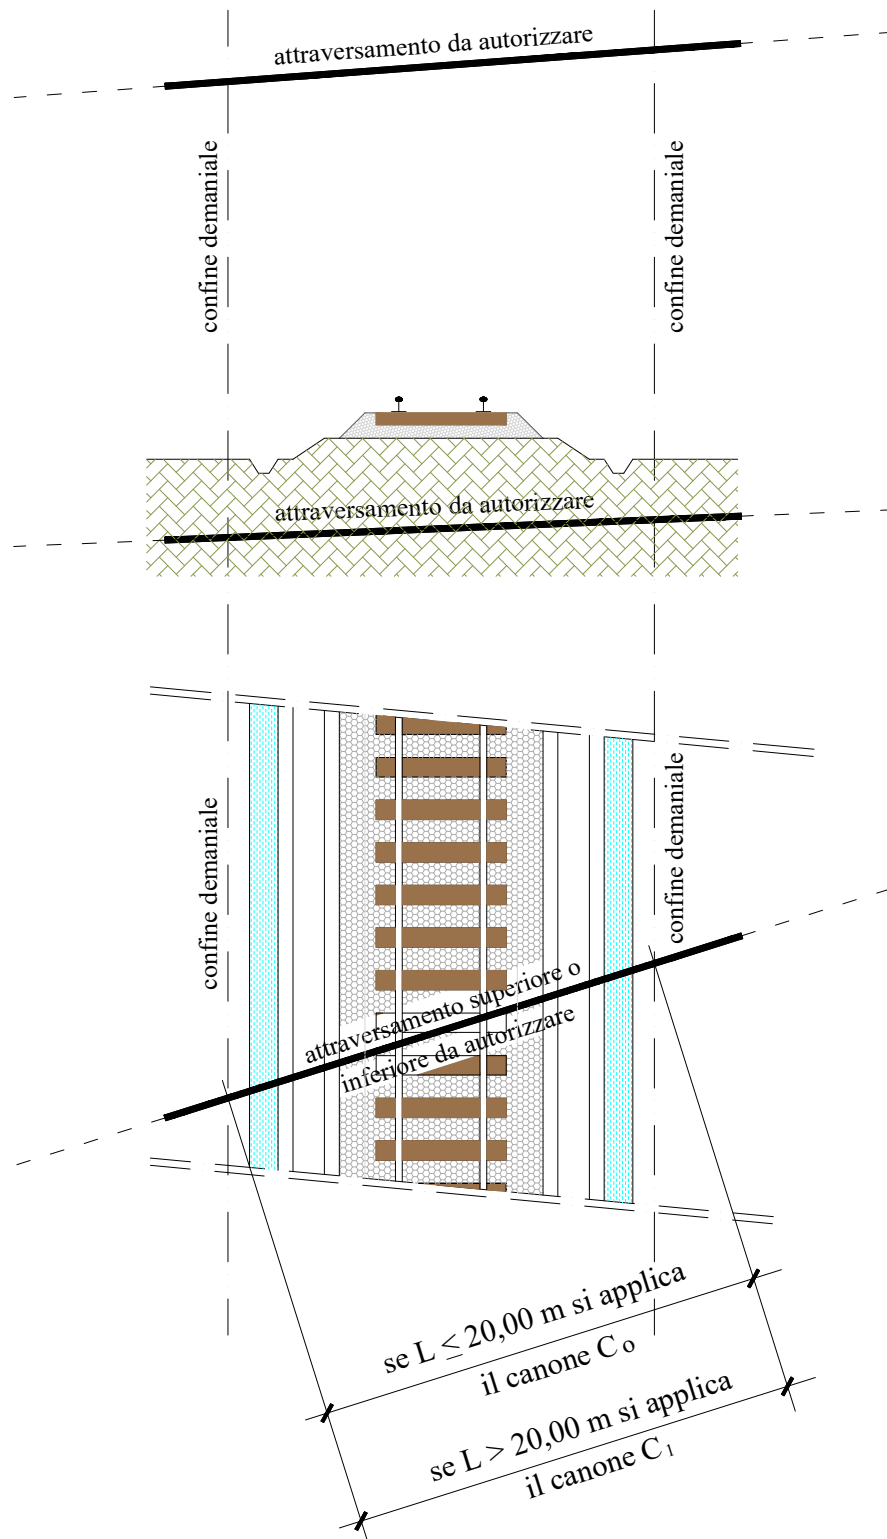 attraversamento da autorizzare
confine demaniale
confine demaniale
attraversamento da autorizzare
confine demaniale
confine demaniale
attraversamento superiore o
inferiore da autorizzare
se L ≤ 20,00 m si applica
il canone C₀
se L > 20,00 m si applica
il canone C₁